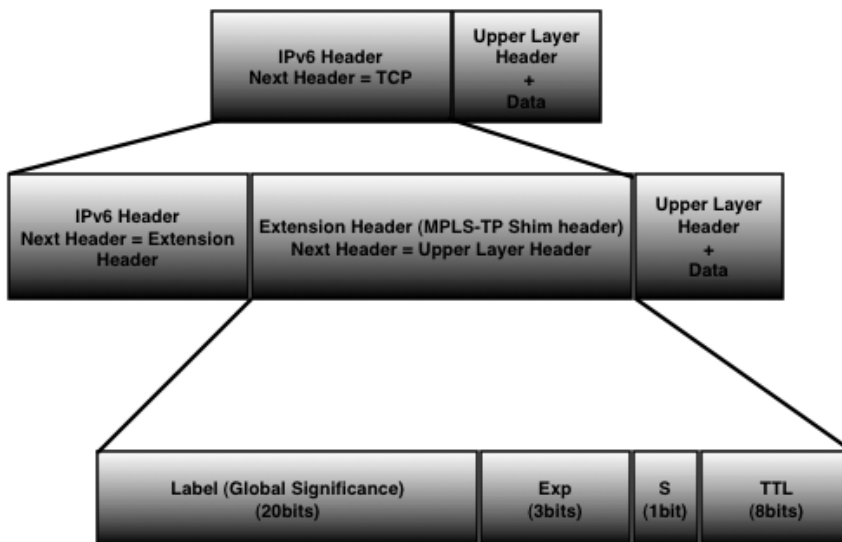 IPv6 Header
Next Header = TCP
Upper Layer
Header
+
Data
IPv6 Header
Next Header = Extension
Header
Extension Header (MPLS-TP Shim header)
Next Header = Upper Layer Header
Upper Layer
Header
+
Data
Label (Global Significance)
(20bits)
Exp
(3bits)
S
(1bit)
TTL
(8bits)